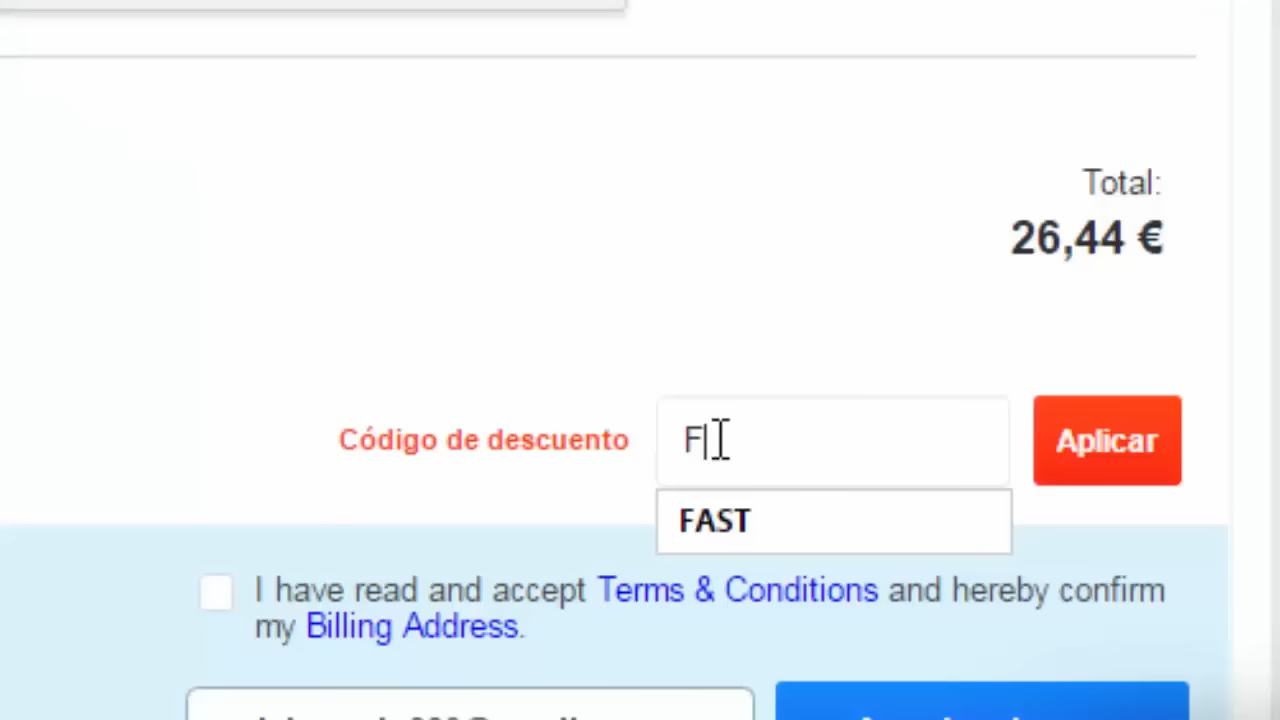 Total:
26,44 €
Código de descuento
F
Aplicar
FAST
I have read and accept Terms & Conditions and hereby confirm
my Billing Address.